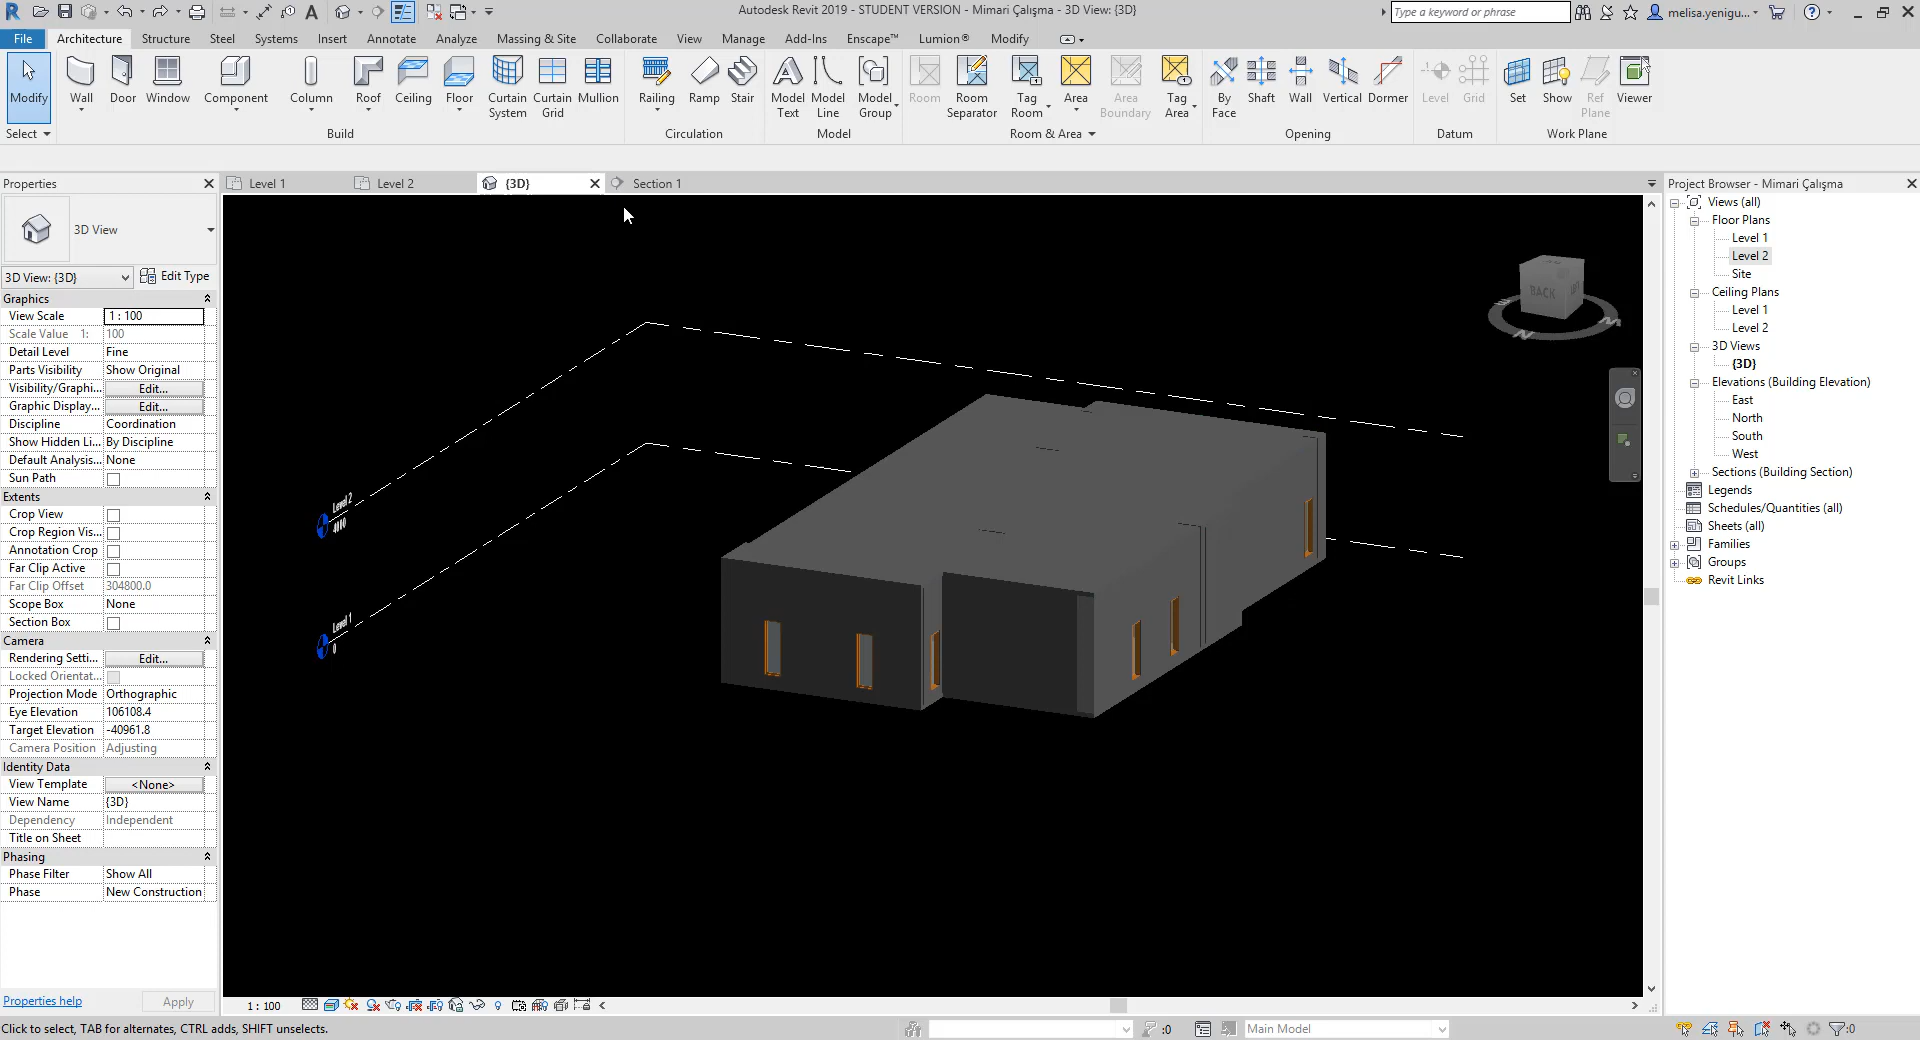 Autodesk Revit 2019 - STUDENT VERSION - Mimari Çalışma - 3D View: {3D}
Type a keyword or phrase
melisa.yenigu...
File Architecture Structure Steel Systems Insert Annotate Analyze Massing & Site Collaborate View Manage Add-Ins Enscape™ Lumion® Modify
Modify Wall Door Window Component Column Roof Ceiling Floor Curtain System Curtain Grid Mullion Railing Ramp Stair Model Text Model Line Model Group Room Room Separator Tag Room Area Area Boundary Tag Area By Face Shaft Wall Vertical Dormer Level Grid Set Show Ref Plane Viewer
Select Build Circulation Model Room & Area Opening Datum Work Plane
Properties
3D View
3D View: {3D} Edit Type
Graphics
View Scale 1 : 100
Scale Value 1: 100
Detail Level Fine
Parts Visibility Show Original
Visibility/Graphi... Edit...
Graphic Display... Edit...
Discipline Coordination
Show Hidden Li... By Discipline
Default Analysis... None
Sun Path
Extents
Crop View
Crop Region Vis...
Annotation Crop
Far Clip Active
Far Clip Offset 304800.0
Scope Box None
Section Box
Camera
Rendering Setti... Edit...
Locked Orientat...
Projection Mode Orthographic
Eye Elevation 106108.4
Target Elevation -40961.8
Camera Position Adjusting
Identity Data
View Template <None>
View Name {3D}
Dependency Independent
Title on Sheet
Phasing
Phase Filter Show All
Phase New Construction
Properties help Apply
Level 1 Level 2 {3D} Section 1
BACK
N
Level 2
4000
Level 1
0
1 : 100
Project Browser - Mimari Çalışma
Views (all)
Floor Plans
Level 1
Level 2
Site
Ceiling Plans
Level 1
Level 2
3D Views
{3D}
Elevations (Building Elevation)
East
North
South
West
Sections (Building Section)
Legends
Schedules/Quantities (all)
Sheets (all)
Families
Groups
Revit Links
Click to select, TAB for alternates, CTRL adds, SHIFT unselects.
:0
Main Model
:0